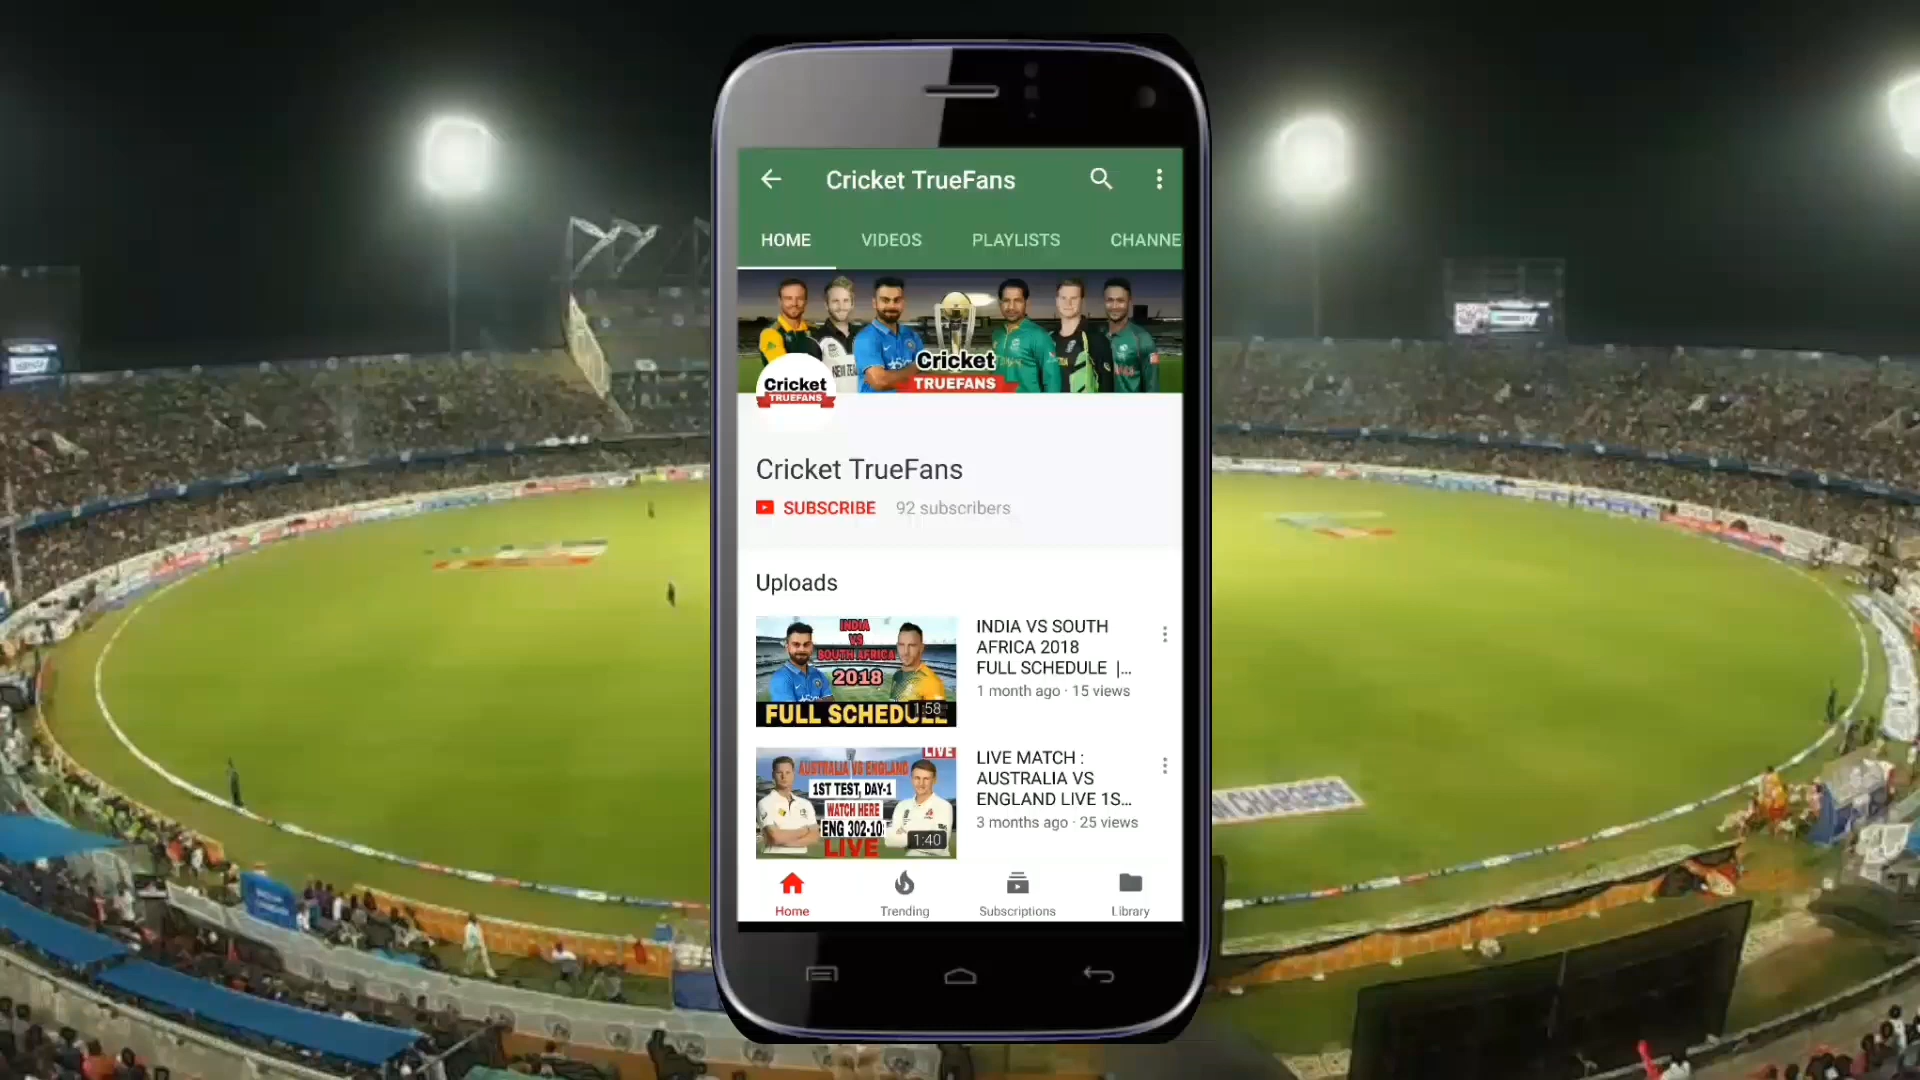 Cricket TrueFans
HOME VIDEOS PLAYLISTS CHANNE
Cricket
TRUEFANS
Cricket
TRUEFANS
Cricket TrueFans
SUBSCRIBE 92 subscribers
Uploads
INDIA
VS
SOUTH AFRICA
2018
FULL SCHEDULE
1:58
INDIA VS SOUTH
AFRICA 2018
FULL SCHEDULE |...
1 month ago · 15 views
LIVE
AUSTRALIA VS ENGLAND
1ST TEST, DAY-1
WATCH HERE
ENG 302-10
LIVE
1:40
LIVE MATCH :
AUSTRALIA VS
ENGLAND LIVE 1S...
3 months ago · 25 views
Home Trending Subscriptions Library
N CHARGERS